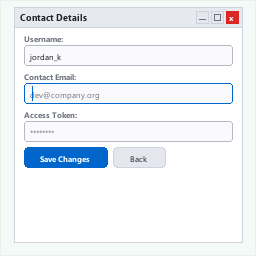 Contact Details
Username:
jordan_k
Contact Email:
dev@company.org
Access Token:
********
Save Changes
Back